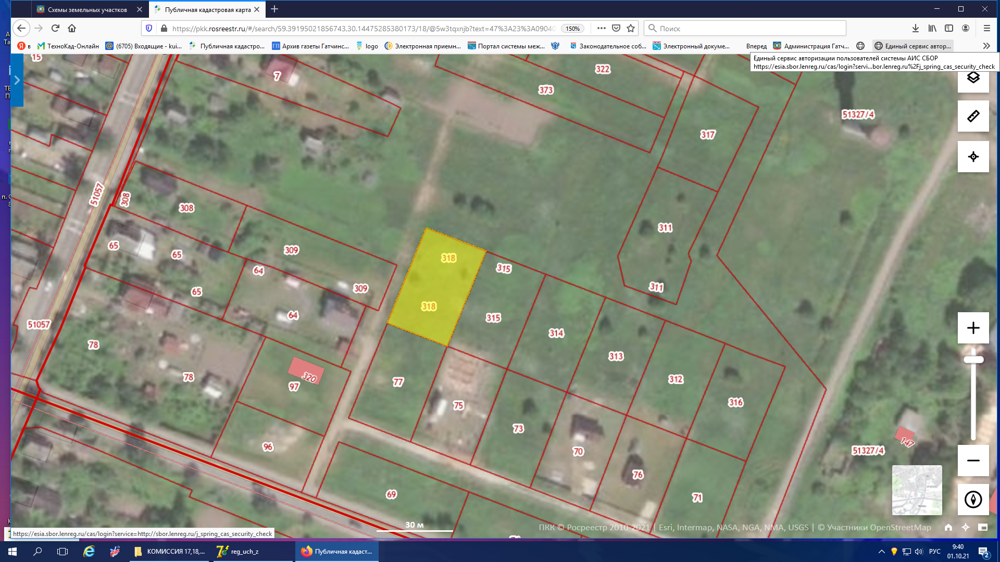 Схемы земельных участков
Публичная кадастровая карта
https://pkk.rosreestr.ru/#/search/59.39195021856743,30.14475285380173/18/@5w3tqxnjb?text=47%3A23%3A09040
150%
Поиск
в
ТехноКад-Онлайн
(6705) Входящие - kui...
Публичная кадастро...
Архив газеты Гатчинс...
logo
Электронная приемн...
Портал системы меж...
Законодательное соб...
Электронный докуме...
Вперед
Администрация Гатч...
Единый сервис автор...
Единый сервис авторизации пользователей системы АИС СБОР
https://esia.sbor.lenreg.ru/cas/login?servi...bor.lenreg.ru%2Fj_spring_cas_security_check
15
7
322
373
51327/4
317
51057
308
308
311
65
65
309
318
64
315
309
311
65
318
64
315
51057
314
78
313
78
320
97
77
312
75
316
73
96
70
51327/4
147
76
69
71
30 м
ПКК © Росреестр 2010-2021 | Esri, Intermap, NASA, NGA, NMA, USGS | © Участники OpenStreetMap
https://esia.sbor.lenreg.ru/cas/login?service=http://sbor.lenreg.ru/j_spring_cas_security_check
КОМИССИЯ 17,18,...
reg_uch_z
Публичная кадаст...
РУС
9:40
01.10.21
2